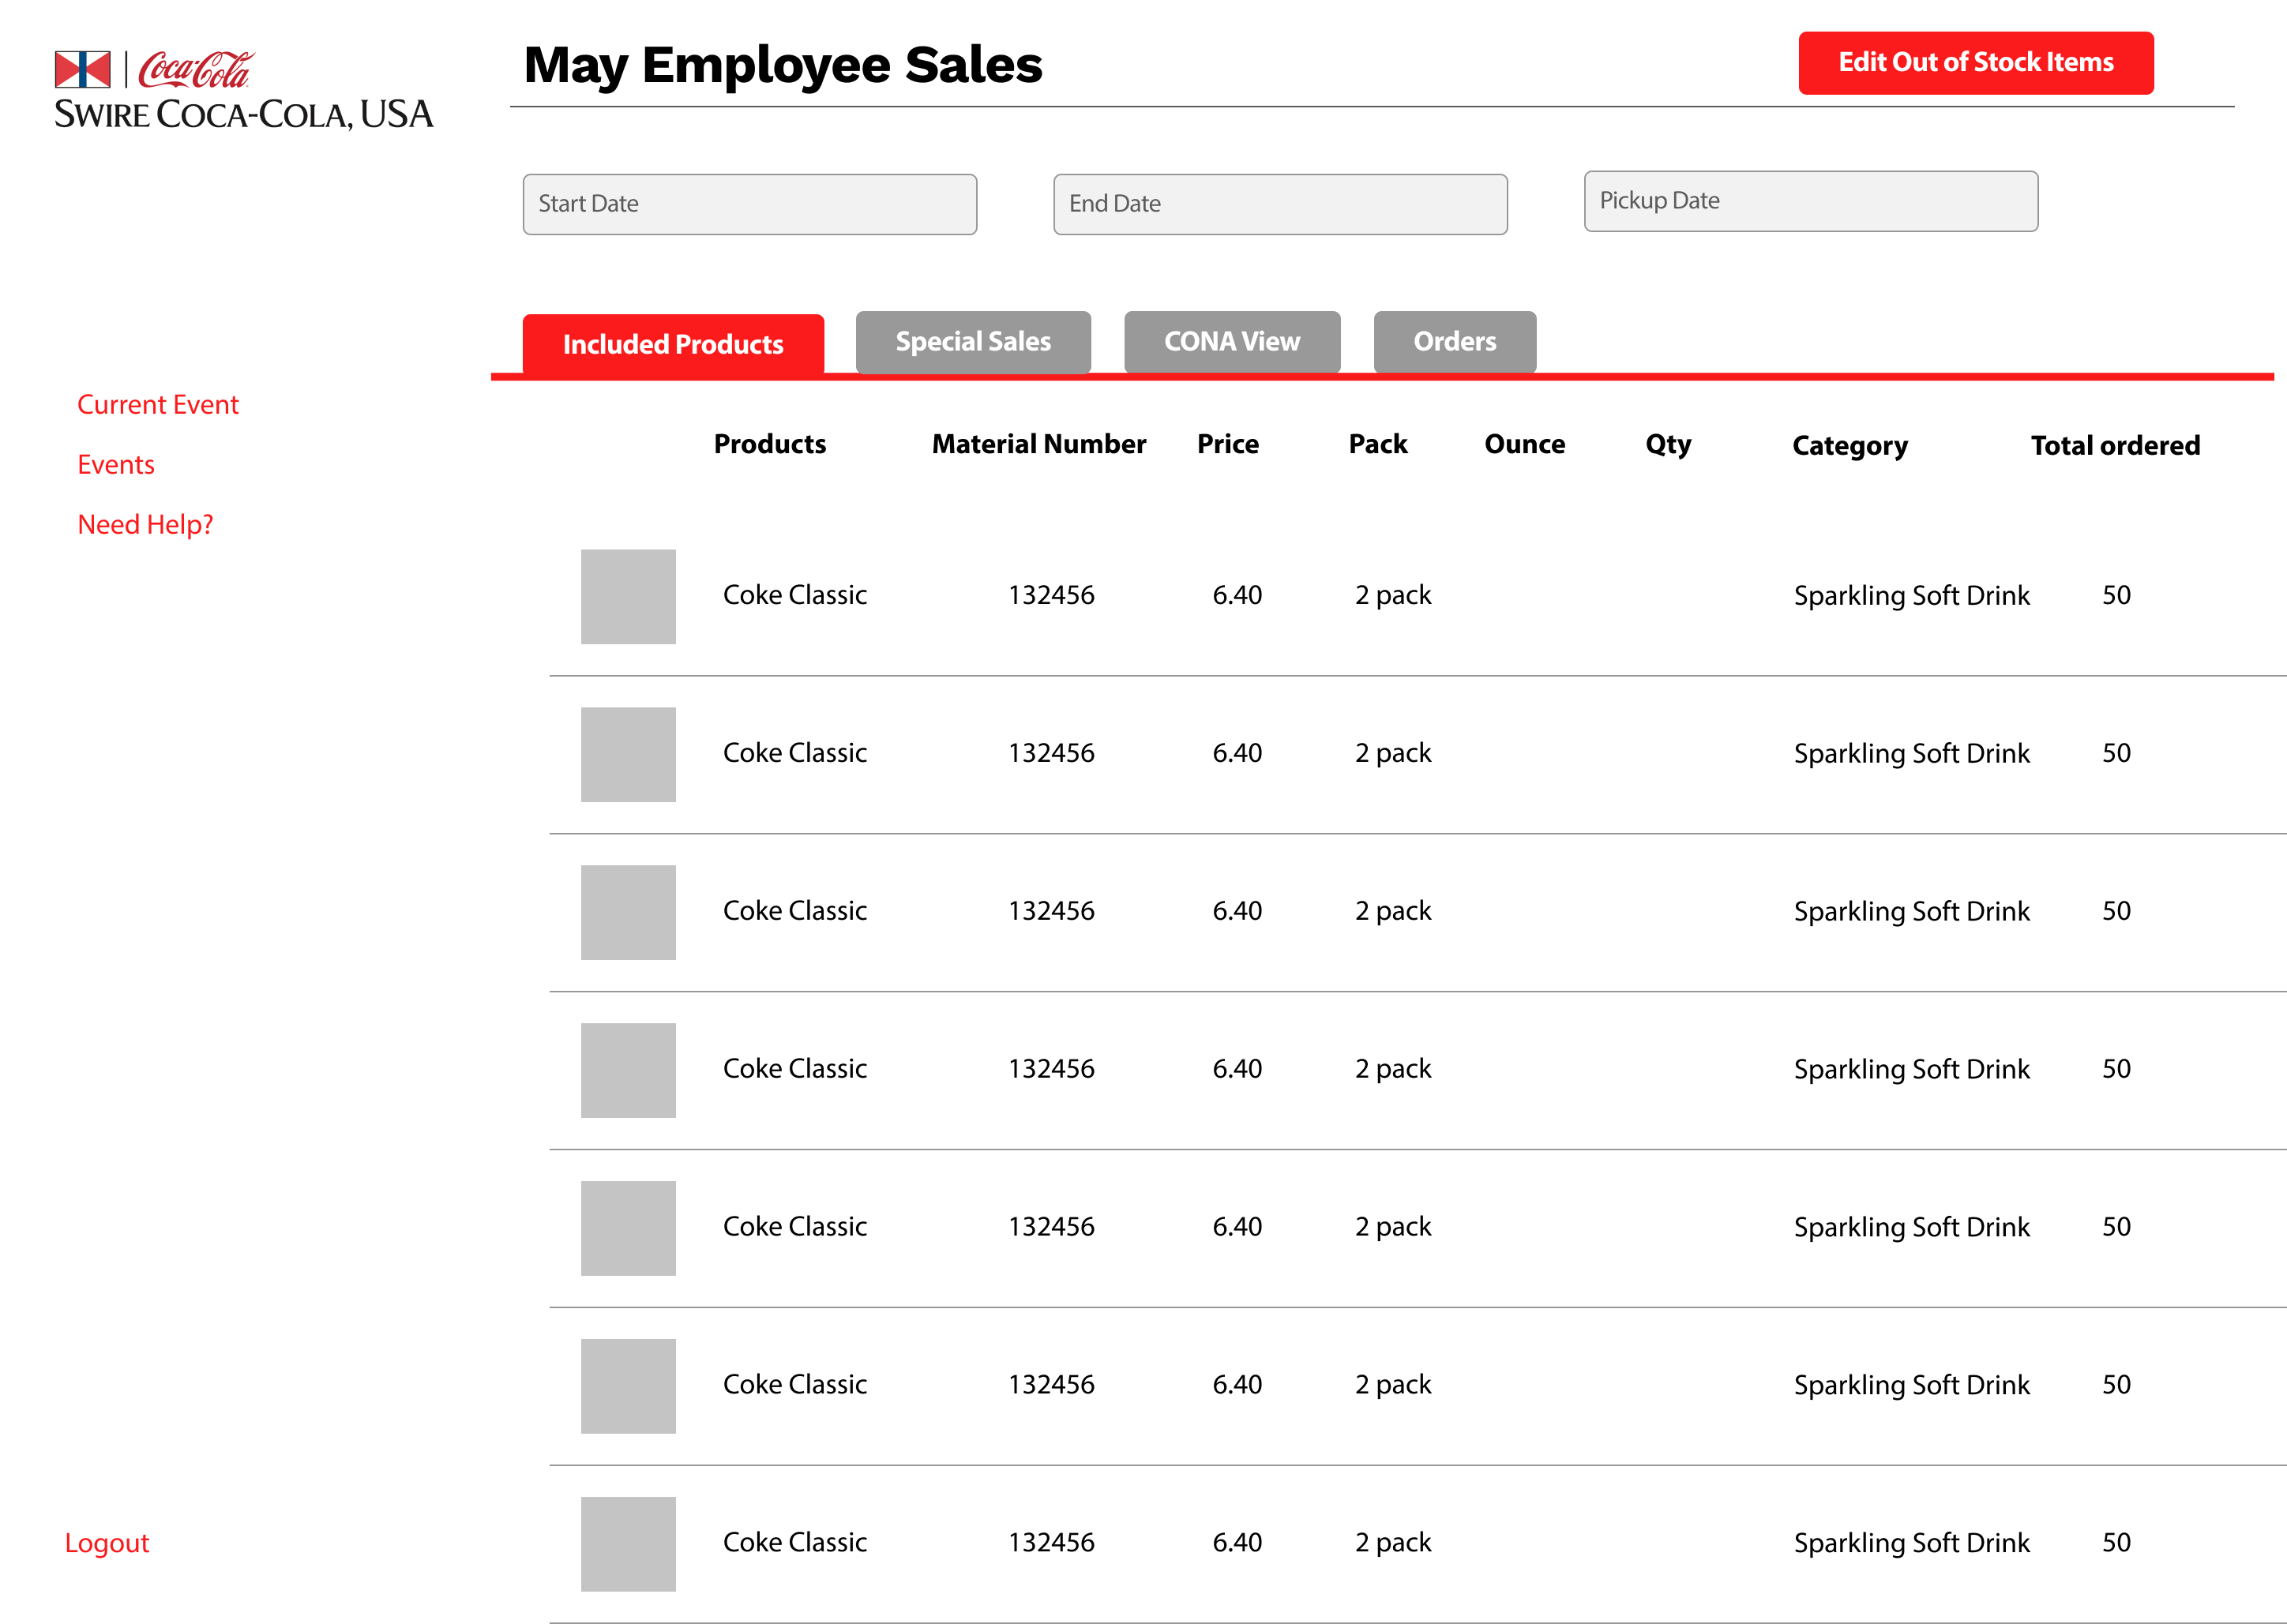 Coca-Cola
SWIRE COCA-COLA, USA
May Employee Sales
Edit Out of Stock Items
Start Date
End Date
Pickup Date
Included Products
Special Sales
CONA View
Orders
Current Event
Events
Need Help?
Logout
Products Material Number Price Pack Ounce Qty Category Total ordered
Coke Classic 132456 6.40 2 pack Sparkling Soft Drink 50
Coke Classic 132456 6.40 2 pack Sparkling Soft Drink 50
Coke Classic 132456 6.40 2 pack Sparkling Soft Drink 50
Coke Classic 132456 6.40 2 pack Sparkling Soft Drink 50
Coke Classic 132456 6.40 2 pack Sparkling Soft Drink 50
Coke Classic 132456 6.40 2 pack Sparkling Soft Drink 50
Coke Classic 132456 6.40 2 pack Sparkling Soft Drink 50